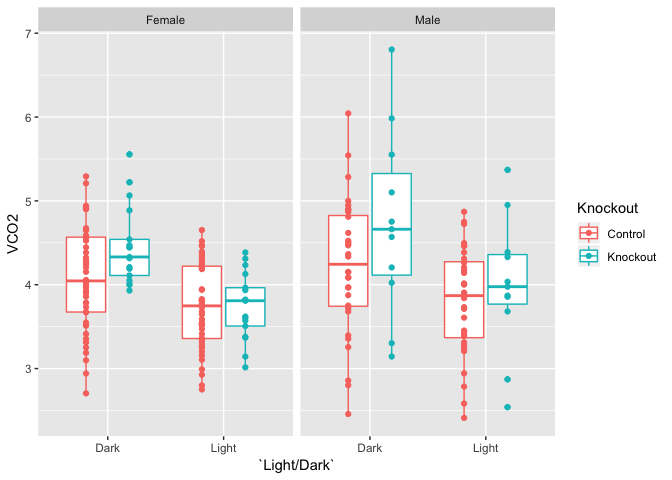 Female Male
7
6
5
4
3
VCO2
Dark Light Dark Light
`Light/Dark`
Knockout
Control
Knockout